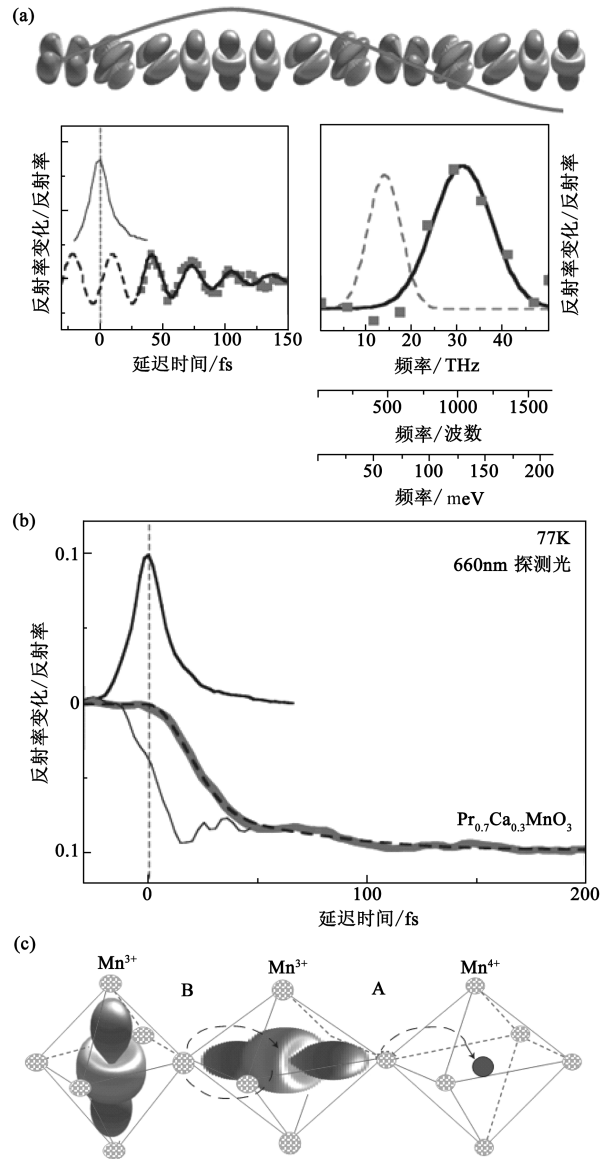 (a)
反射率变化/反射率
0
50
100
150
延迟时间/fs
反射率变化/反射率
10
20
30
40
频率/THz
500
1000
1500
频率/波数
50
100
150
200
频率/meV
(b)
77K
660nm 探测光
0.1
0
0.1
反射率变化/反射率
Pr0.7Ca0.3MnO3
0
100
200
延迟时间/fs
(c)
Mn3+
B
Mn3+
A
Mn4+